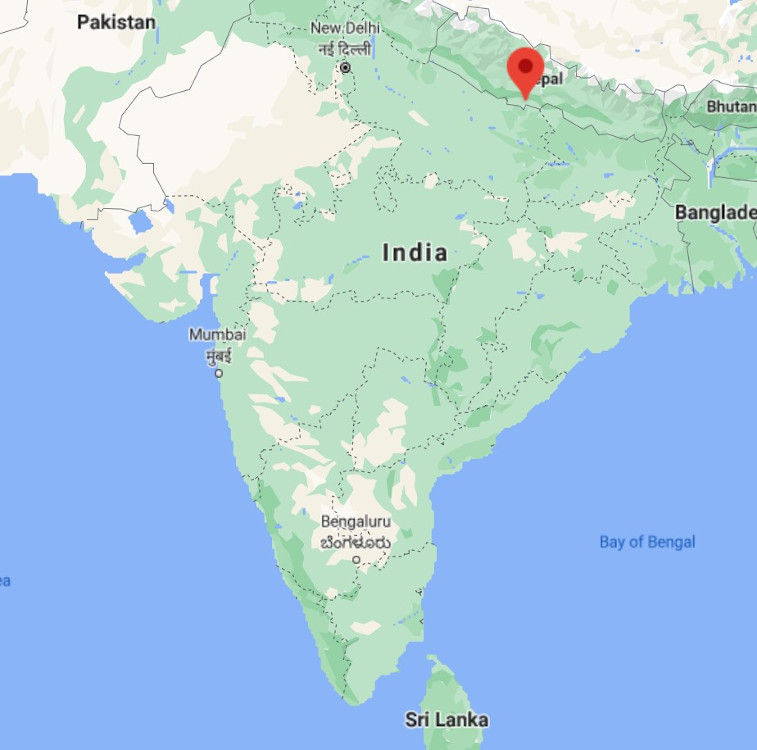 Pakistan
New Delhi
नई दिल्ली
epal
Bhutan
Banglade
India
Mumbai
मुंबई
Bengaluru
ಬೆಂಗಳೂರು
Bay of Bengal
ea
Sri Lanka